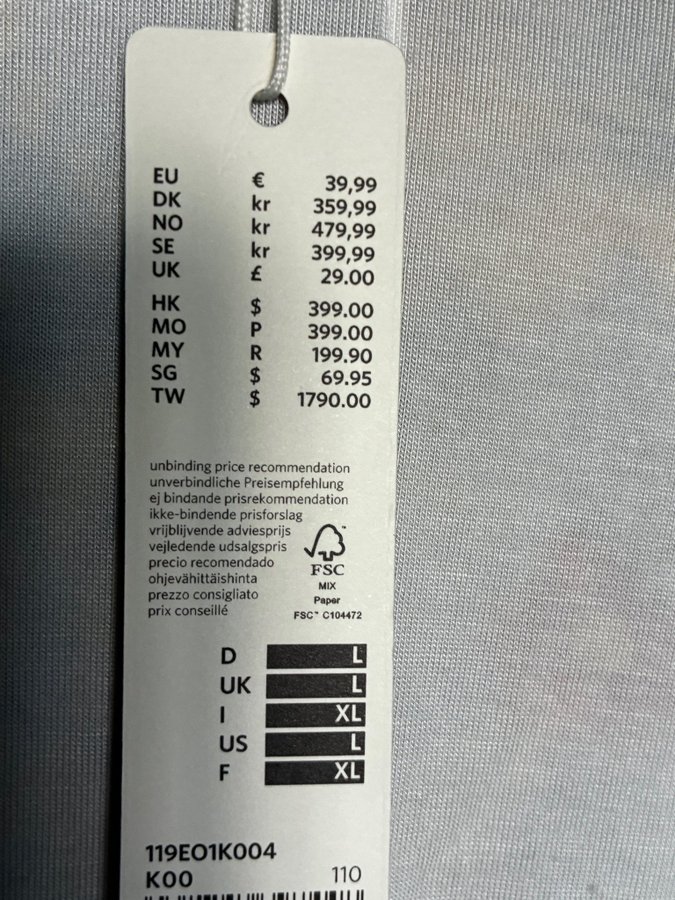 EU € 39,99
DK kr 359,99
NO kr 479,99
SE kr 399,99
UK £ 29.00
HK $ 399.00
MO P 399.00
MY R 199.90
SG $ 69.95
TW $ 1790.00
unbinding price recommendation
unverbindliche Preisempfehlung
ej bindande prisrekommendation
ikke-bindende prisforslag
vrijblijvende adviesprijs
vejledende udsalgspris
precio recomendado
ohjevähittäishinta
prezzo consigliato
prix conseillé
FSC
MIX
Paper
FSC™ C104472
D L
UK L
I XL
US L
F XL
119EO1K004
K00 110